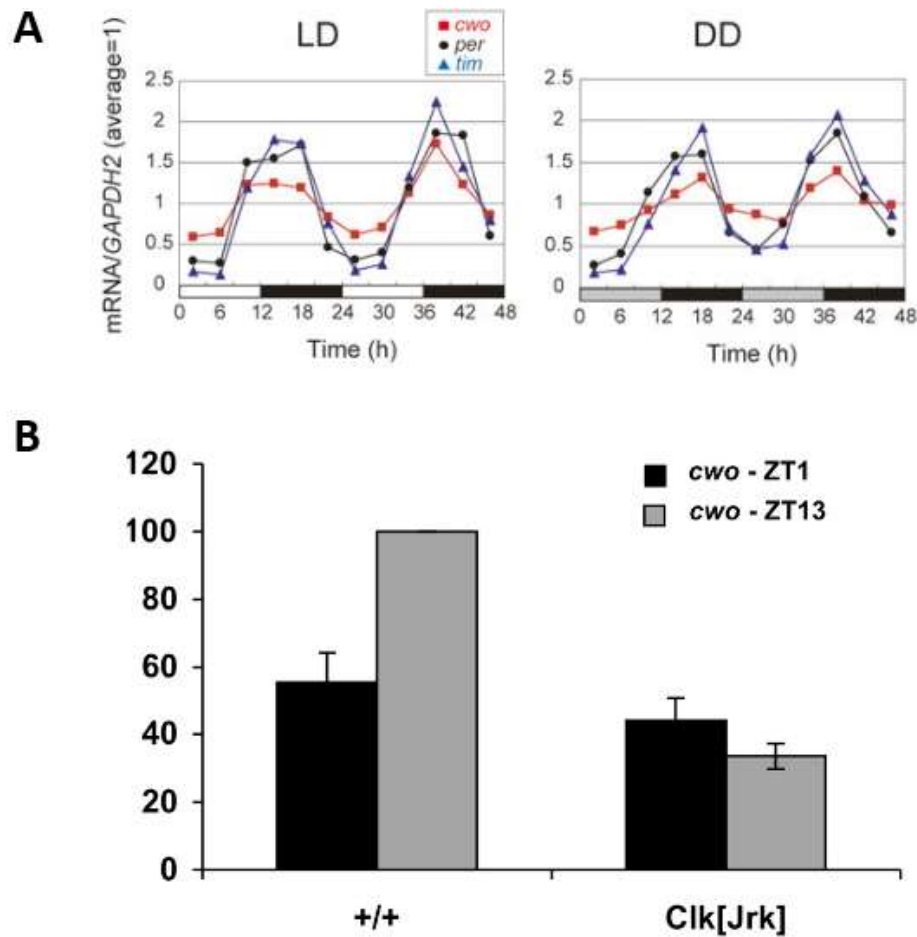 A
LD
DD
cwo
per
tim
mRNA/GAPDH2 (average=1)
2.5
2
1.5
1
0.5
0
0 6 12 18 24 30 36 42 48
Time (h)
2.5
2
1.5
1
0.5
0
0 6 12 18 24 30 36 42 48
Time (h)
B
120
100
80
60
40
20
0
cwo - ZT1
cwo - ZT13
+/+
Clk[Jrk]